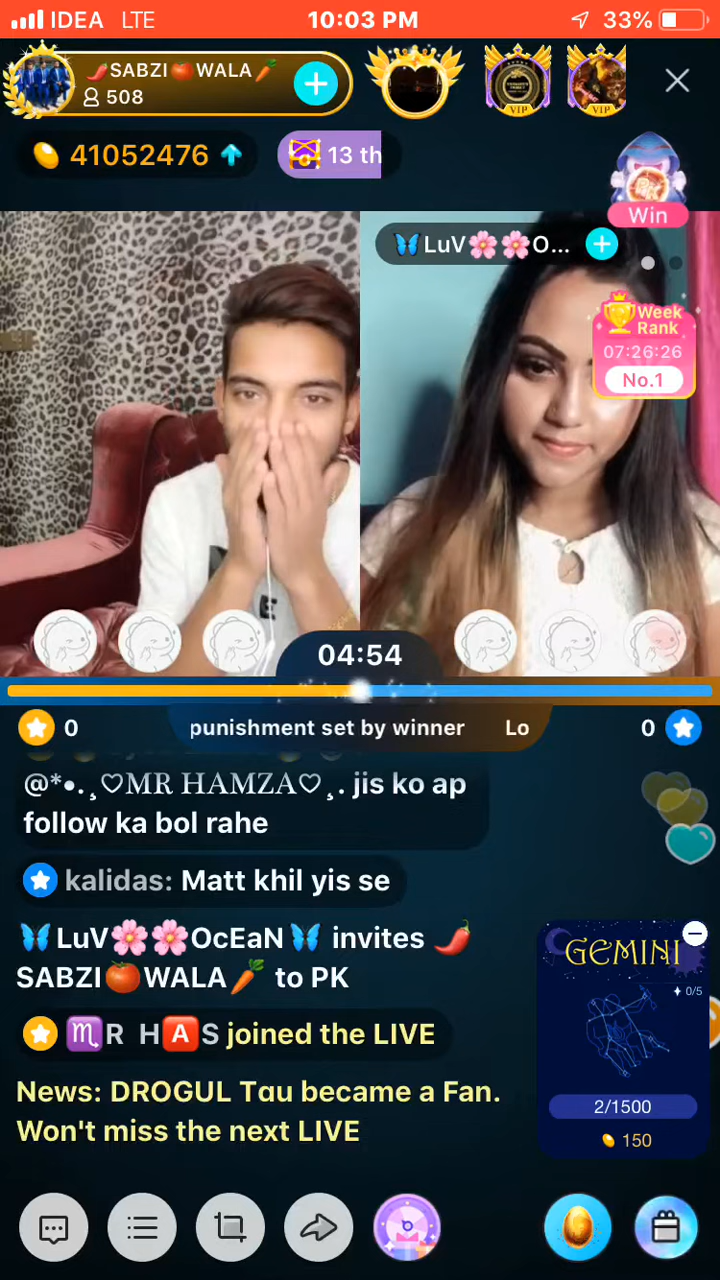 IDEA LTE 10:03 PM 33%
🌶️SABZI🍅WALA🥕
508
VIP VIP
41052476
13 th
Win
🦋LuV🌸🌸O...
Week
Rank
07:26:26
No.1
04:54
0 punishment set by winner Lo 0
@*•.¸♡MR HAMZA♡¸. jis ko ap
follow ka bol rahe
kalidas: Matt khil yis se
🦋LuV🌸🌸OcEaN🦋 invites 🌶️
SABZI🍅WALA🥕 to PK
♏R H🅰️S joined the LIVE
News: DROGUL Tɑu became a Fan.
Won't miss the next LIVE
GEMINI
0/5
2/1500
150